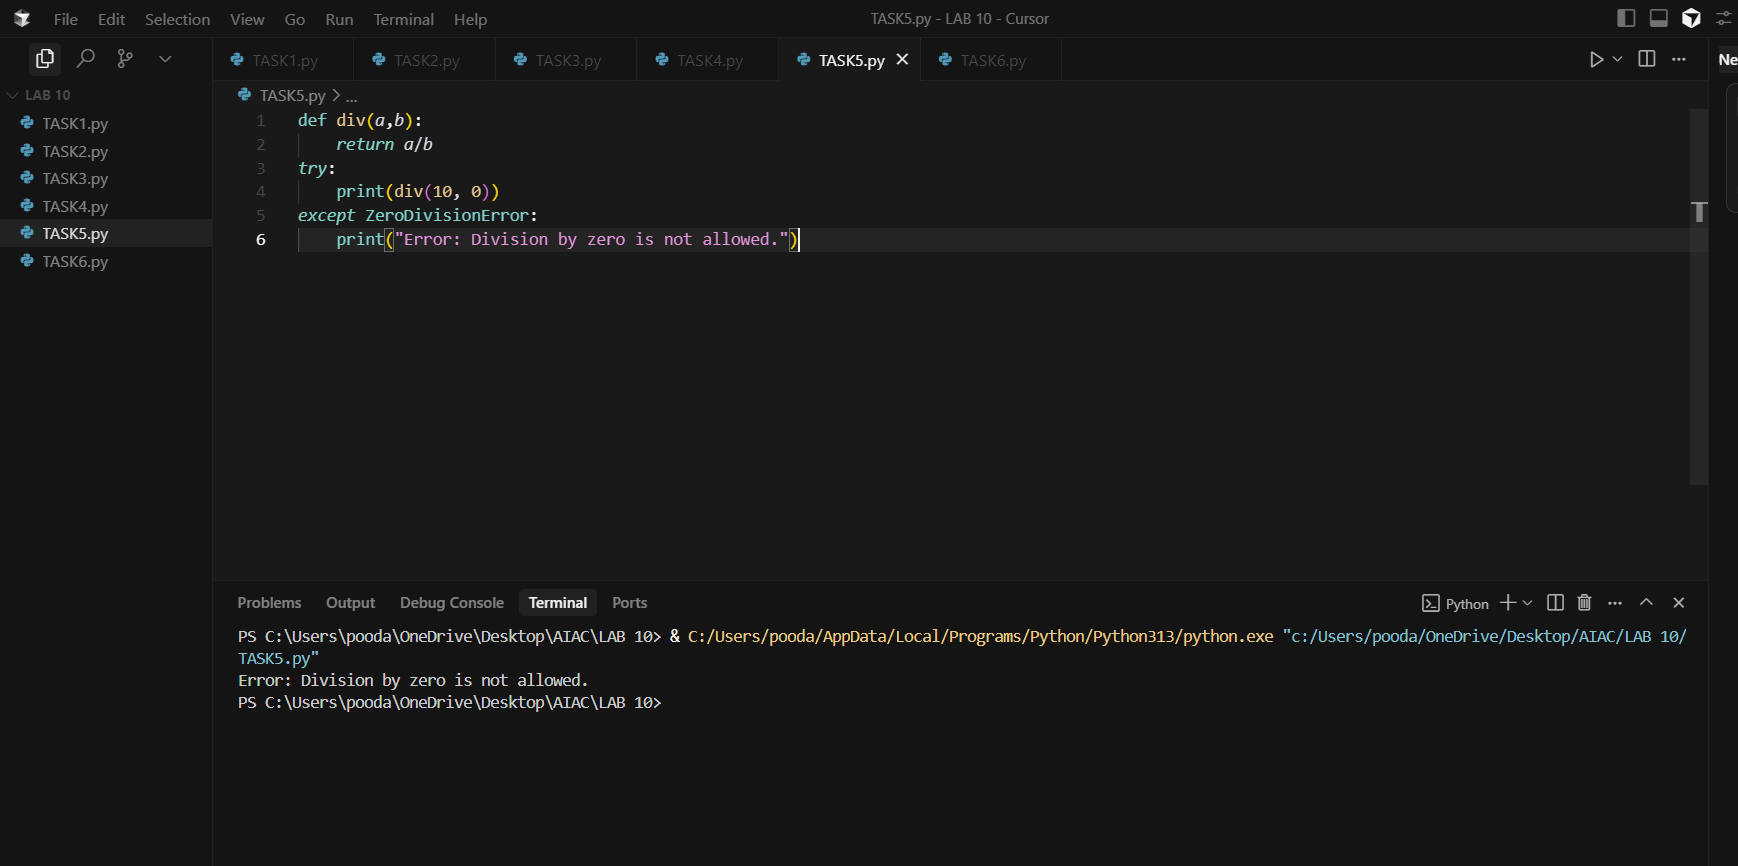 File Edit Selection View Go Run Terminal Help
TASK5.py - LAB 10 - Cursor
TASK1.py
TASK2.py
TASK3.py
TASK4.py
TASK5.py
TASK6.py
Ne
LAB 10
TASK1.py
TASK2.py
TASK3.py
TASK4.py
TASK5.py
TASK6.py
TASK5.py > ...
1 def div(a,b):
2 return a/b
3 try:
4 print(div(10, 0))
5 except ZeroDivisionError:
6 print("Error: Division by zero is not allowed.")
Problems Output Debug Console Terminal Ports
Python
PS C:\Users\pooda\OneDrive\Desktop\AIAC\LAB 10> & C:/Users/pooda/AppData/Local/Programs/Python/Python313/python.exe "c:/Users/pooda/OneDrive/Desktop/AIAC/LAB 10/
TASK5.py"
Error: Division by zero is not allowed.
PS C:\Users\pooda\OneDrive\Desktop\AIAC\LAB 10>